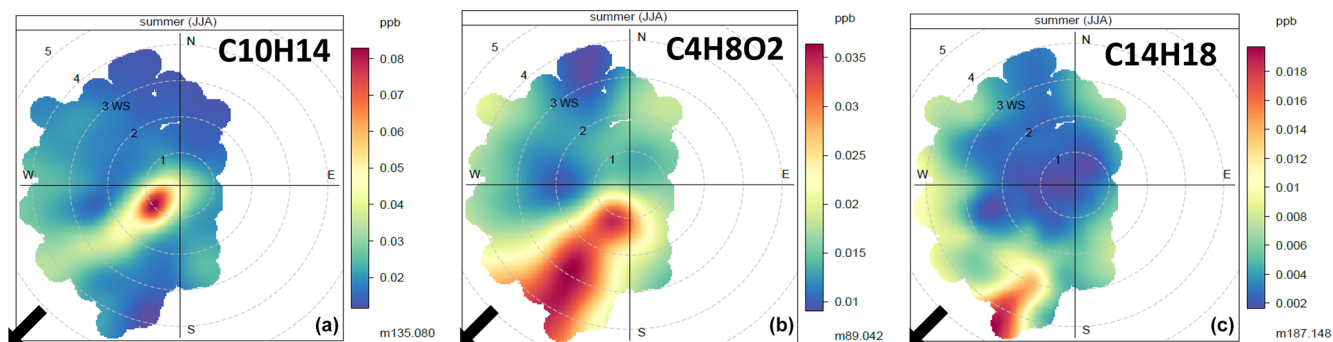 summer (JJA)
C10H14
N
5
4
3 WS
2
1
W
E
S
(a)
ppb
0.08
0.07
0.06
0.05
0.04
0.03
0.02
m135.080
summer (JJA)
C4H8O2
N
5
4
3 WS
2
1
W
E
S
(b)
ppb
0.035
0.03
0.025
0.02
0.015
0.01
m89.042
summer (JJA)
C14H18
N
5
4
3 WS
2
1
W
E
S
(c)
ppb
0.018
0.016
0.014
0.012
0.01
0.008
0.006
0.004
0.002
m187.148